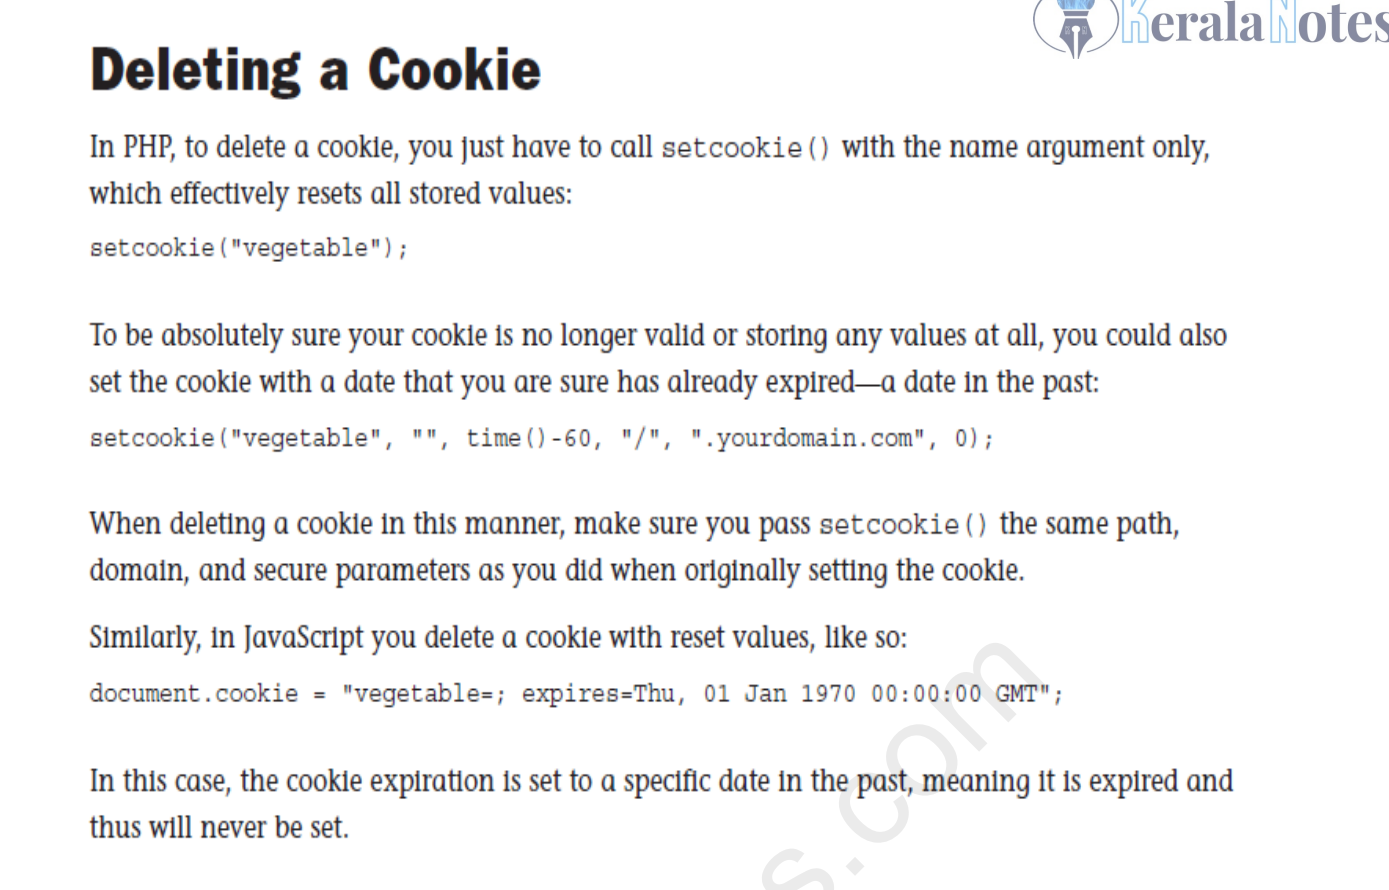 KeralaNotes
Deleting a Cookie
In PHP, to delete a cookie, you just have to call setcookie() with the name argument only,
which effectively resets all stored values:
setcookie("vegetable");
To be absolutely sure your cookie is no longer valid or storing any values at all, you could also
set the cookie with a date that you are sure has already expired—a date in the past:
setcookie("vegetable", "", time()-60, "/", ".yourdomain.com", 0);
When deleting a cookie in this manner, make sure you pass setcookie() the same path,
domain, and secure parameters as you did when originally setting the cookie.
Similarly, in JavaScript you delete a cookie with reset values, like so:
document.cookie = "vegetable=; expires=Thu, 01 Jan 1970 00:00:00 GMT";
In this case, the cookie expiration is set to a specific date in the past, meaning it is expired and
thus will never be set.
s.com